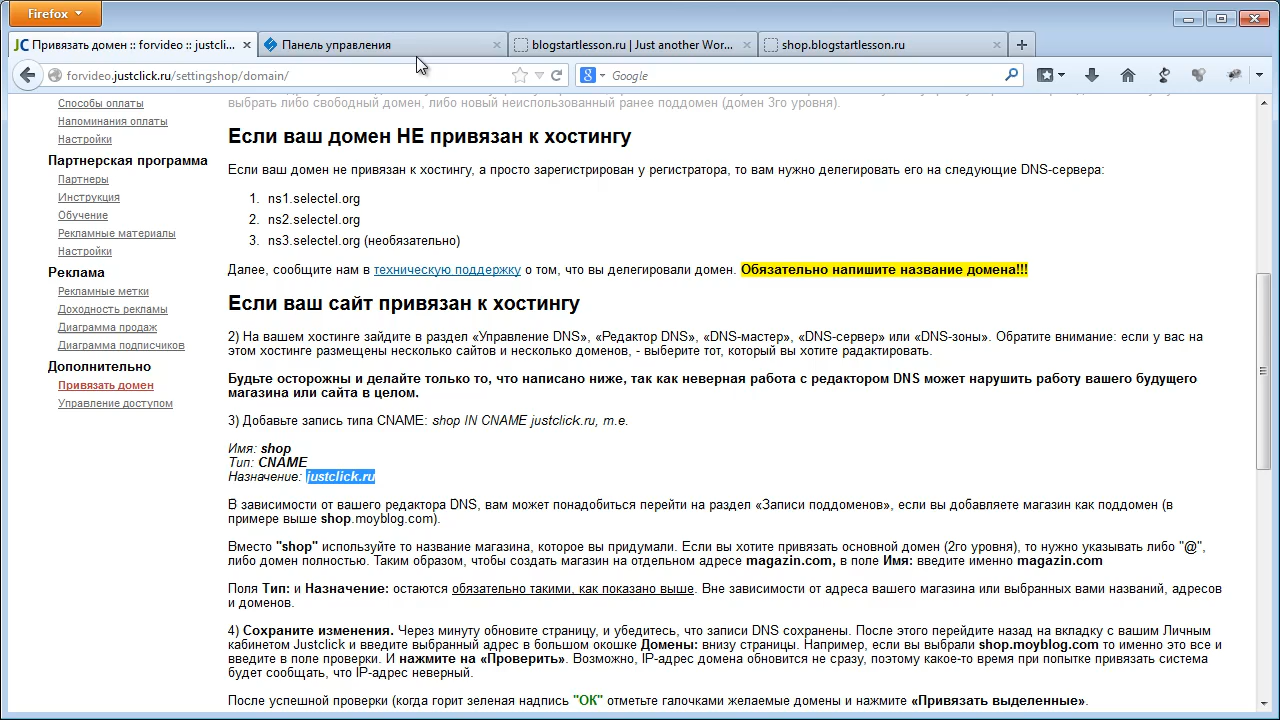 Firefox
Привязать домен :: forvideo :: justcli...
Панель управления
blogstartlesson.ru | Just another Wor...
shop.blogstartlesson.ru
forvideo.justclick.ru/settingshop/domain/
Google
Способы оплаты
Напоминания оплаты
Настройки
Партнерская программа
Партнеры
Инструкция
Обучение
Рекламные материалы
Настройки
Реклама
Рекламные метки
Доходность рекламы
Диаграмма продаж
Диаграмма подписчиков
Дополнительно
Привязать домен
Управление доступом
выбрать либо свободный домен, либо новый неиспользованный ранее поддомен (домен 3го уровня).
Если ваш домен НЕ привязан к хостингу
Если ваш домен не привязан к хостингу, а просто зарегистрирован у регистратора, то вам нужно делегировать его на следующие DNS-сервера:
1. ns1.selectel.org
2. ns2.selectel.org
3. ns3.selectel.org (необязательно)
Далее, сообщите нам в техническую поддержку о том, что вы делегировали домен. Обязательно напишите название домена!!!
Если ваш сайт привязан к хостингу
2) На вашем хостинге зайдите в раздел «Управление DNS», «Редактор DNS», «DNS-мастер», «DNS-сервер» или «DNS-зоны». Обратите внимание: если у вас на
этом хостинге размещены несколько сайтов и несколько доменов, - выберите тот, который вы хотите радактировать.
Будьте осторожны и делайте только то, что написано ниже, так как неверная работа с редактором DNS может нарушить работу вашего будущего
магазина или сайта в целом.
3) Добавьте запись типа CNAME: shop IN CNAME justclick.ru, т.е.
Имя: shop
Тип: CNAME
Назначение: justclick.ru
В зависимости от вашего редактора DNS, вам может понадобиться перейти на раздел «Записи поддоменов», если вы добавляете магазин как поддомен (в
примере выше shop.moyblog.com).
Вместо "shop" используйте то название магазина, которое вы придумали. Если вы хотите привязать основной домен (2го уровня), то нужно указывать либо "@",
либо домен полностью. Таким образом, чтобы создать магазин на отдельном адресе magazin.com, в поле Имя: введите именно magazin.com
Поля Тип: и Назначение: остаются обязательно такими, как показано выше. Вне зависимости от адреса вашего магазина или выбранных вами названий, адресов
и доменов.
4) Сохраните изменения. Через минуту обновите страницу, и убедитесь, что записи DNS сохранены. После этого перейдите назад на вкладку с вашим Личным
кабинетом Justclick и введите выбранный адрес в большом окошке Домены: внизу страницы. Например, если вы выбрали shop.moyblog.com то именно это все и
введите в поле проверки. И нажмите на «Проверить». Возможно, IP-адрес домена обновится не сразу, поэтому какое-то время при попытке привязать система
будет сообщать, что IP-адрес неверный.
После успешной проверки (когда горит зеленая надпись "ОК" отметьте галочками желаемые домены и нажмите «Привязать выделенные».